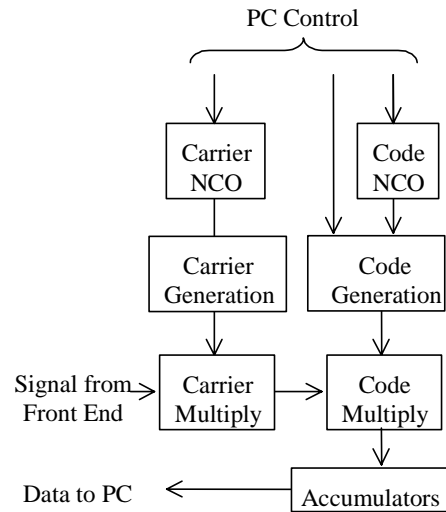 PC Control
Carrier
NCO
Code
NCO
Carrier
Generation
Code
Generation
Signal from
Front End
Carrier
Multiply
Code
Multiply
Data to PC
Accumulators